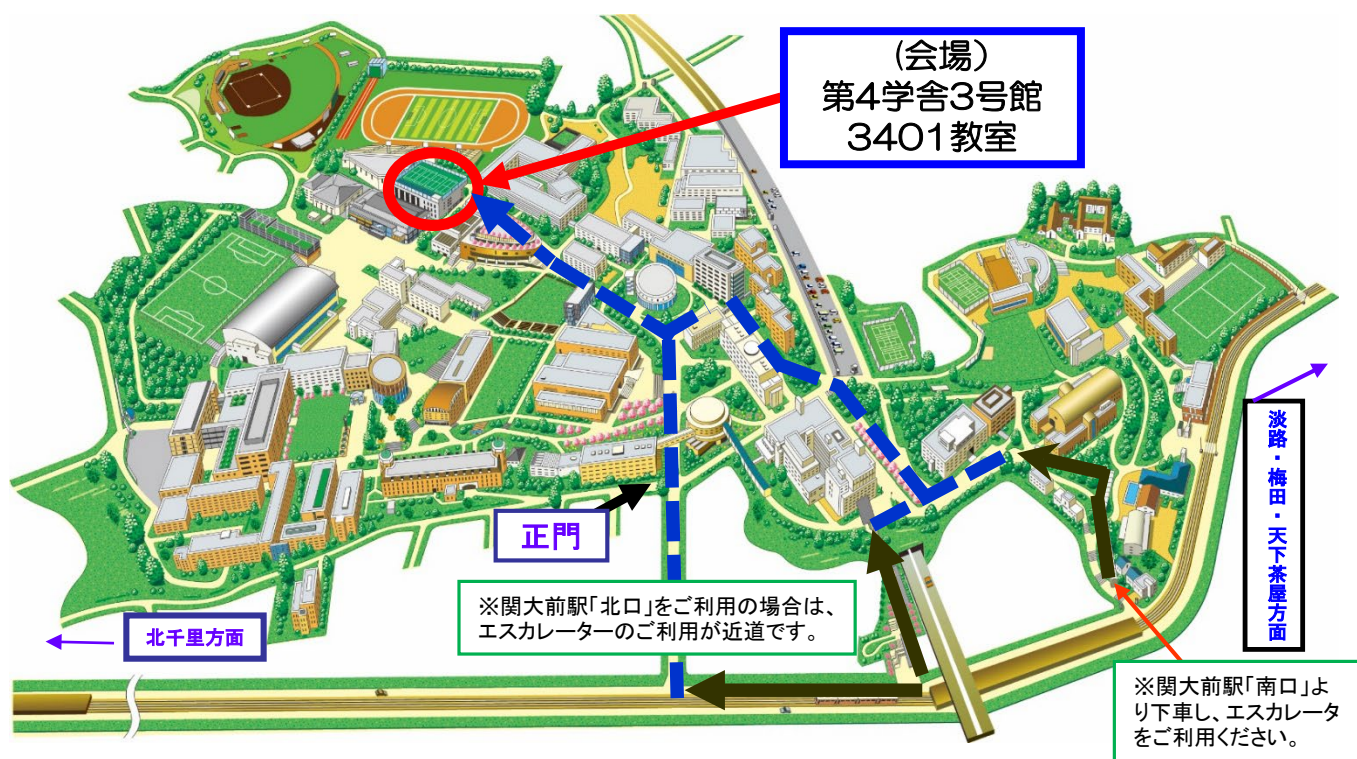 (会場)
第4学舎3号館
3401教室
淡路・梅田・天下茶屋方面
正門
※関大前駅「北口」をご利用の場合は、
エスカレーターのご利用が近道です。
北千里方面
※関大前駅「南口」よ
り下車し、エスカレータ
をご利用ください。